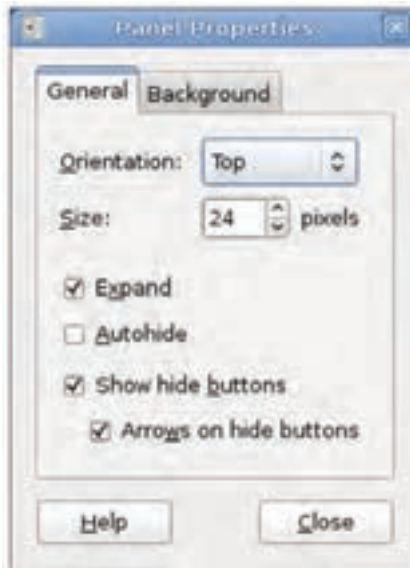 Panel Properties
General Background
Orientation: Top
Size: 24 pixels
Expand
Autohide
Show hide buttons
Arrows on hide buttons
Help Close